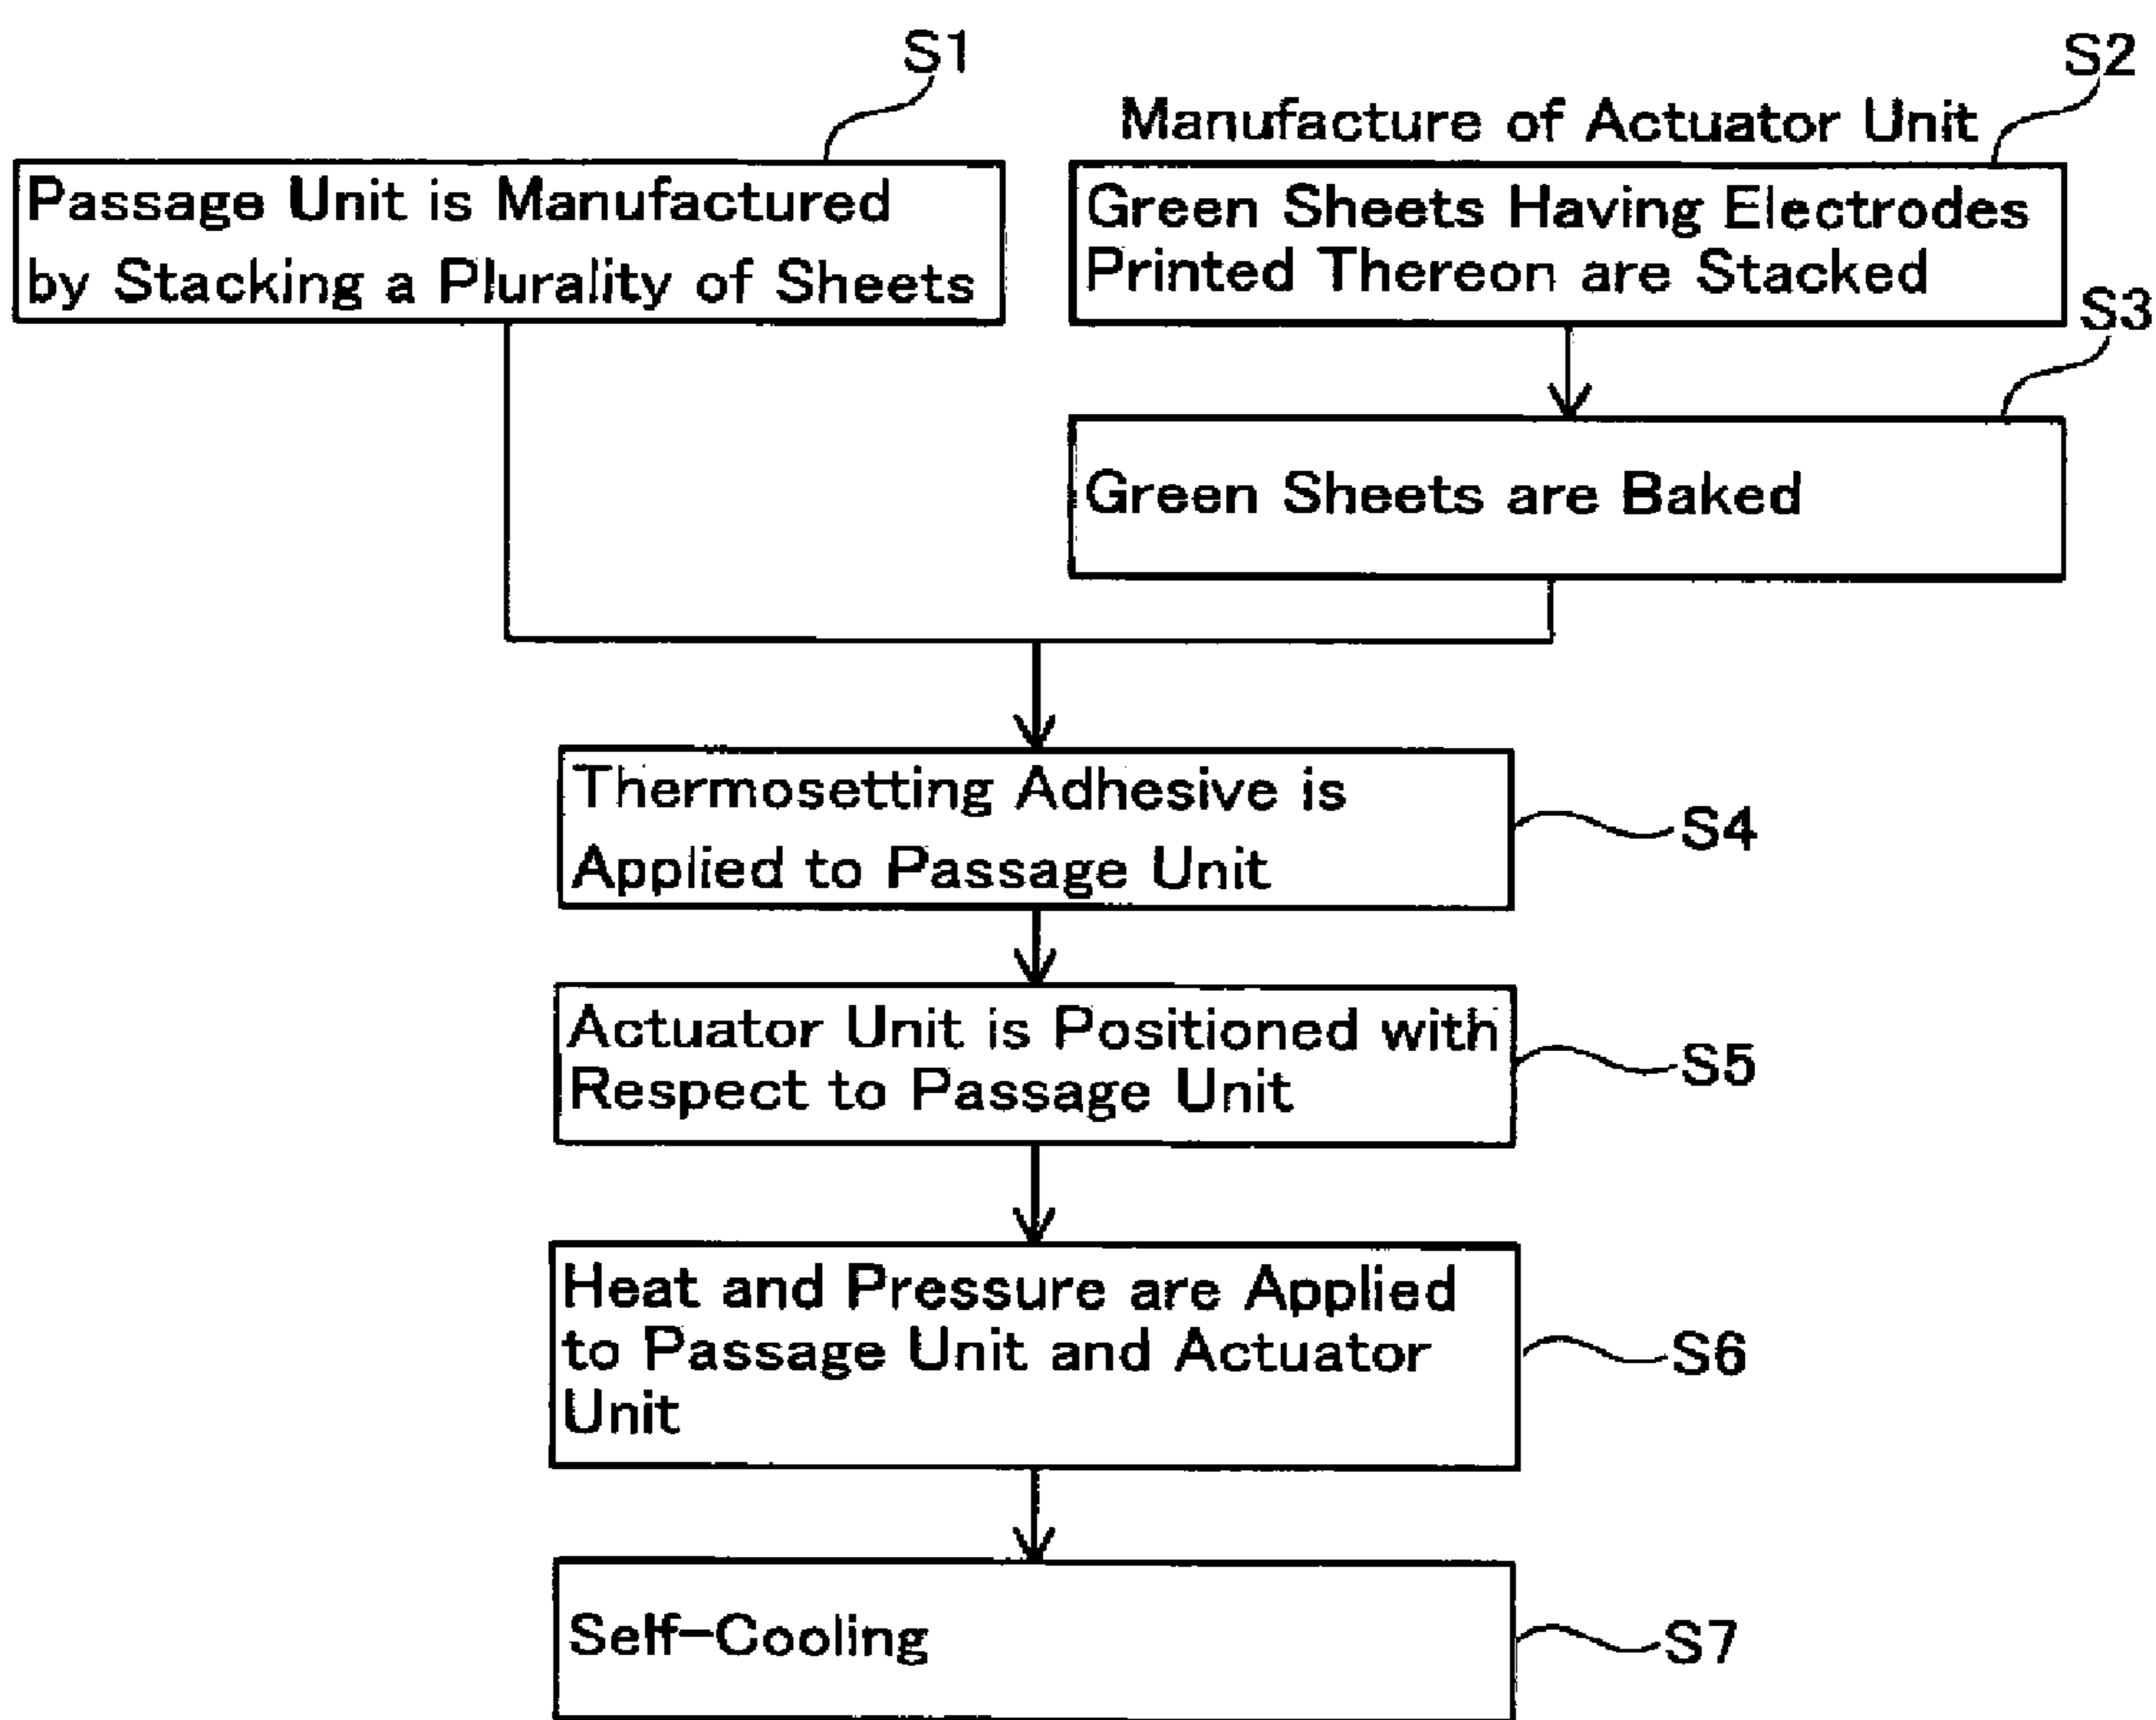 S1
Passage Unit is Manufactured
by Stacking a Plurality of Sheets
S2
Manufacture of Actuator Unit
Green Sheets Having Electrodes
Printed Thereon are Stacked
S3
Green Sheets are Baked
Thermosetting Adhesive is
Applied to Passage Unit
S4
Actuator Unit is Positioned with
Respect to Passage Unit
S5
Heat and Pressure are Applied
to Passage Unit and Actuator
Unit
S6
Self-Cooling
S7